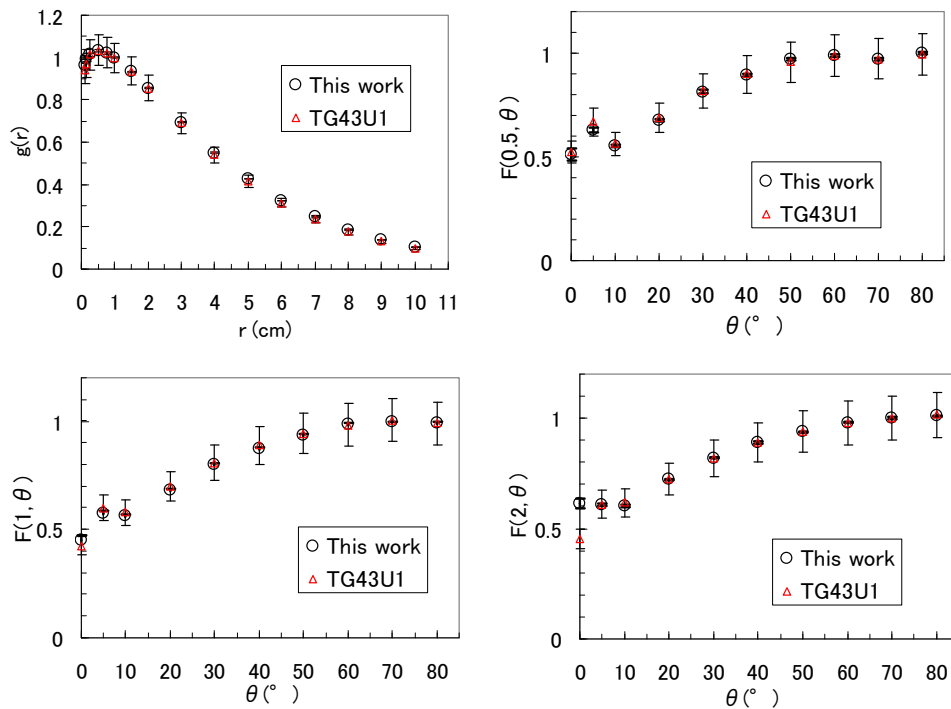 1.2
1
0.8
0.6
0.4
0.2
0
g(r)
This work
TG43U1
0 1 2 3 4 5 6 7 8 9 10 11
r (cm)
1
0.5
0
F(0.5, θ)
This work
TG43U1
0 10 20 30 40 50 60 70 80
θ(° )
1
0.5
0
F(1, θ)
This work
TG43U1
0 10 20 30 40 50 60 70 80
θ(° )
1
0.5
0
F(2, θ)
This work
TG43U1
0 10 20 30 40 50 60 70 80
θ(° )